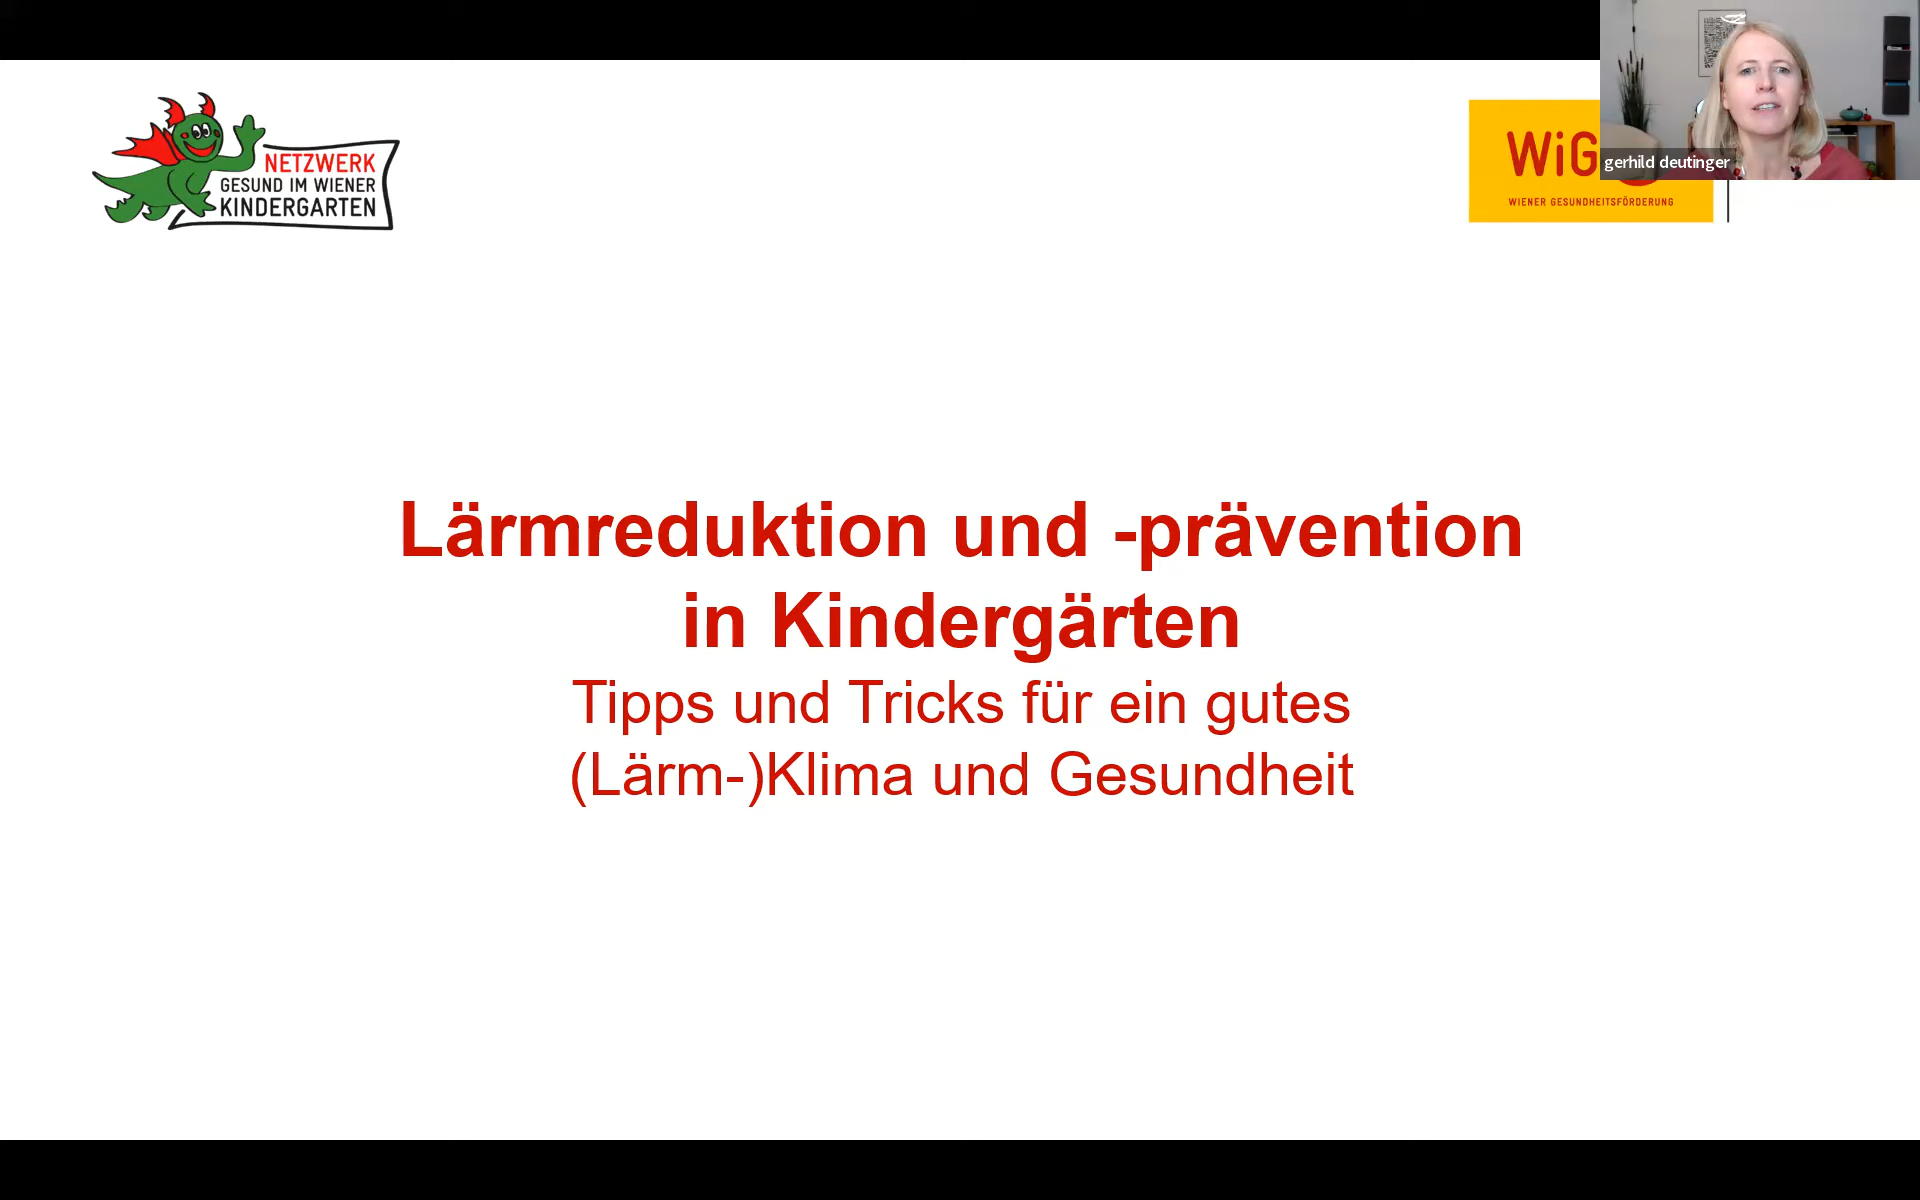 NETZWERK
GESUND IM WIENER
KINDERGARTEN
WiG
WIENER GESUNDHEITSFÖRDERUNG
gerhild deutinger
Lärmreduktion und -prävention
in Kindergärten
Tipps und Tricks für ein gutes
(Lärm-)Klima und Gesundheit